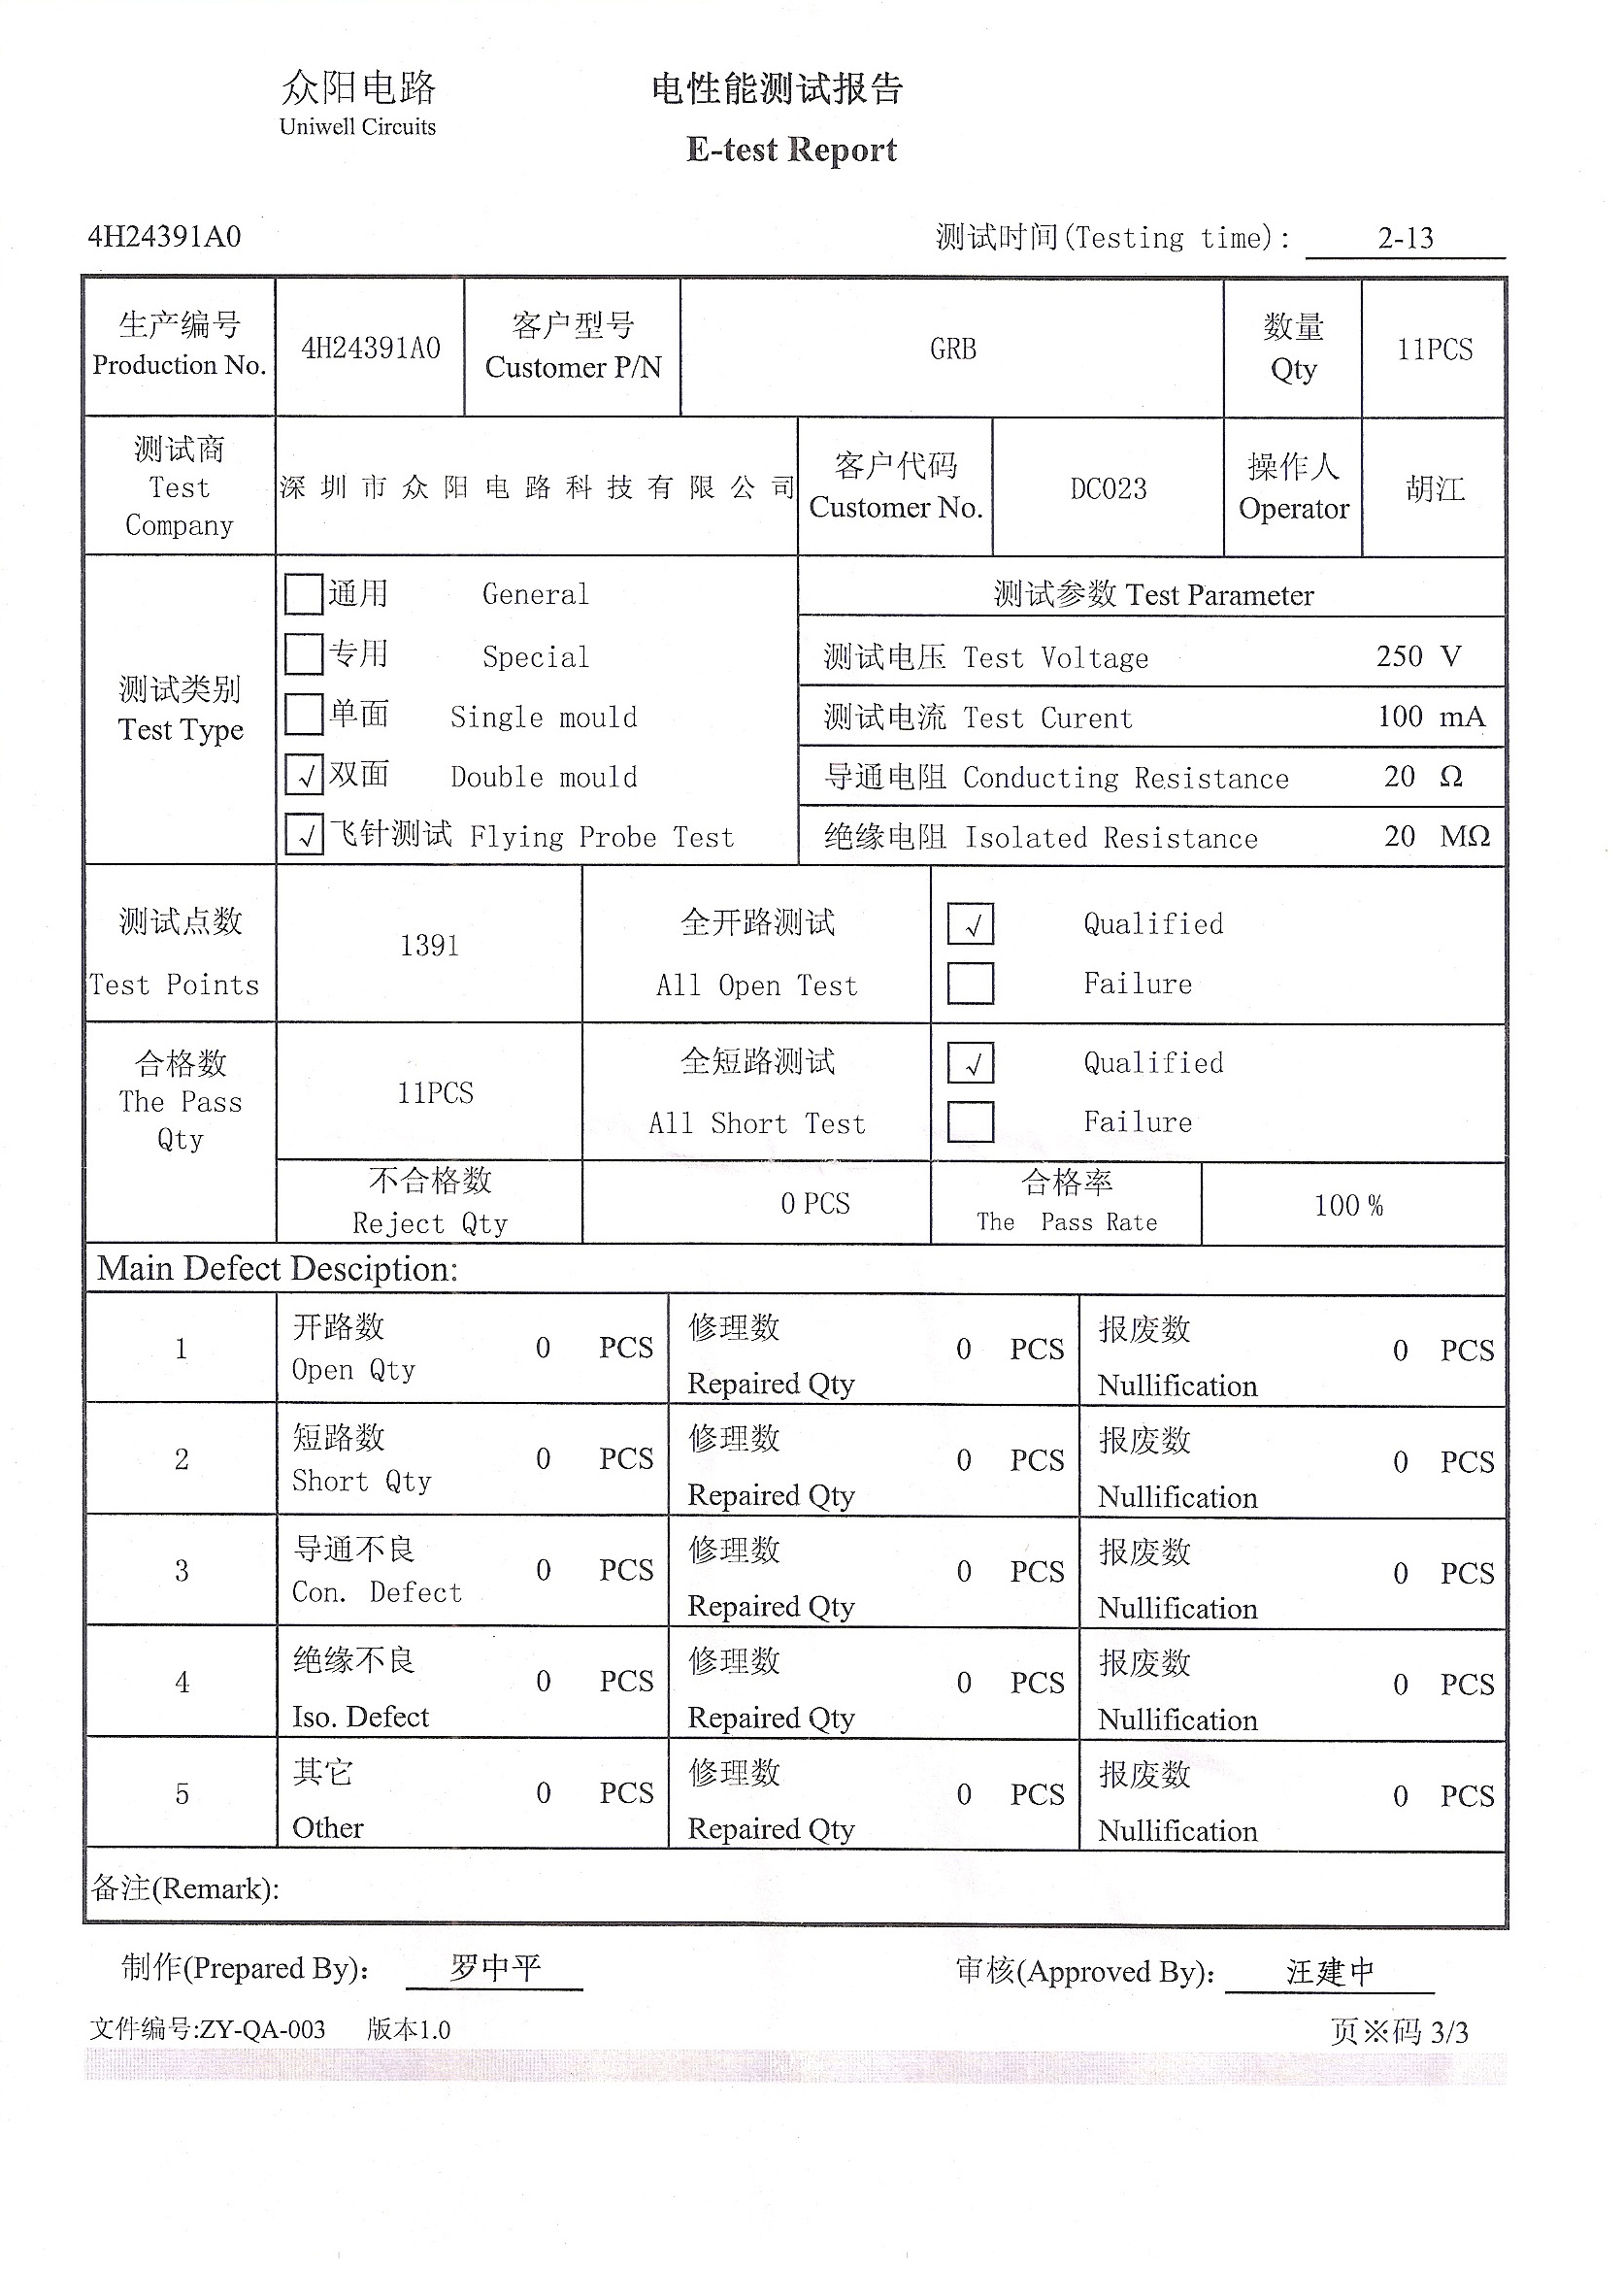 众阳电路
Uniwell Circuits
电性能测试报告
E-test Report
4H24391A0
测试时间(Testing time): 2-13
生产编号
Production No.
4H24391A0
客户型号
Customer P/N
GRB
数量
Qty
11PCS
测试商
Test
Company
深圳市众阳电路科技有限公司
客户代码
Customer No.
DC023
操作人
Operator
胡江
测试类别
Test Type
通用 General
专用 Special
单面 Single mould
√ 双面 Double mould
√ 飞针测试 Flying Probe Test
测试参数 Test Parameter
测试电压 Test Voltage 250 V
测试电流 Test Curent 100 mA
导通电阻 Conducting Resistance 20 Ω
绝缘电阻 Isolated Resistance 20 MΩ
测试点数
Test Points
1391
全开路测试
All Open Test
√ Qualified
Failure
合格数
The Pass
Qty
11PCS
全短路测试
All Short Test
√ Qualified
Failure
不合格数
Reject Qty
0 PCS
合格率
The Pass Rate
100 %
Main Defect Desciption:
1
开路数
Open Qty
0 PCS
修理数
Repaired Qty
0 PCS
报废数
Nullification
0 PCS
2
短路数
Short Qty
0 PCS
修理数
Repaired Qty
0 PCS
报废数
Nullification
0 PCS
3
导通不良
Con. Defect
0 PCS
修理数
Repaired Qty
0 PCS
报废数
Nullification
0 PCS
4
绝缘不良
Iso. Defect
0 PCS
修理数
Repaired Qty
0 PCS
报废数
Nullification
0 PCS
5
其它
Other
0 PCS
修理数
Repaired Qty
0 PCS
报废数
Nullification
0 PCS
备注(Remark):
制作(Prepared By): 罗中平
审核(Approved By): 汪建中
文件编号:ZY-QA-003 版本1.0
页※码 3/3